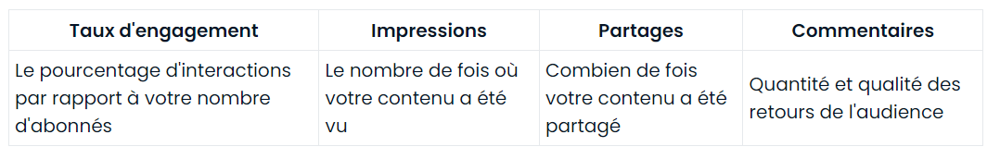 Taux d'engagement
Impressions
Partages
Commentaires
Le pourcentage d'interactions
par rapport à votre nombre
d'abonnés
Le nombre de fois où
votre contenu a été
vu
Combien de fois
votre contenu a été
partagé
Quantité et qualité des
retours de l'audience